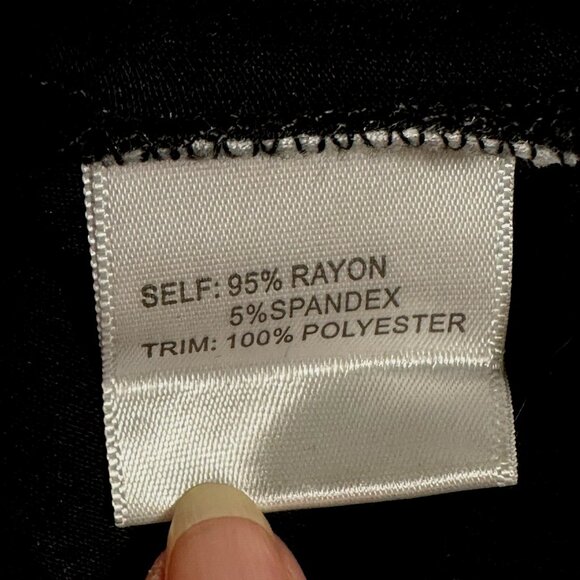 SELF: 95% RAYON
5%SPANDEX
TRIM: 100% POLYESTER